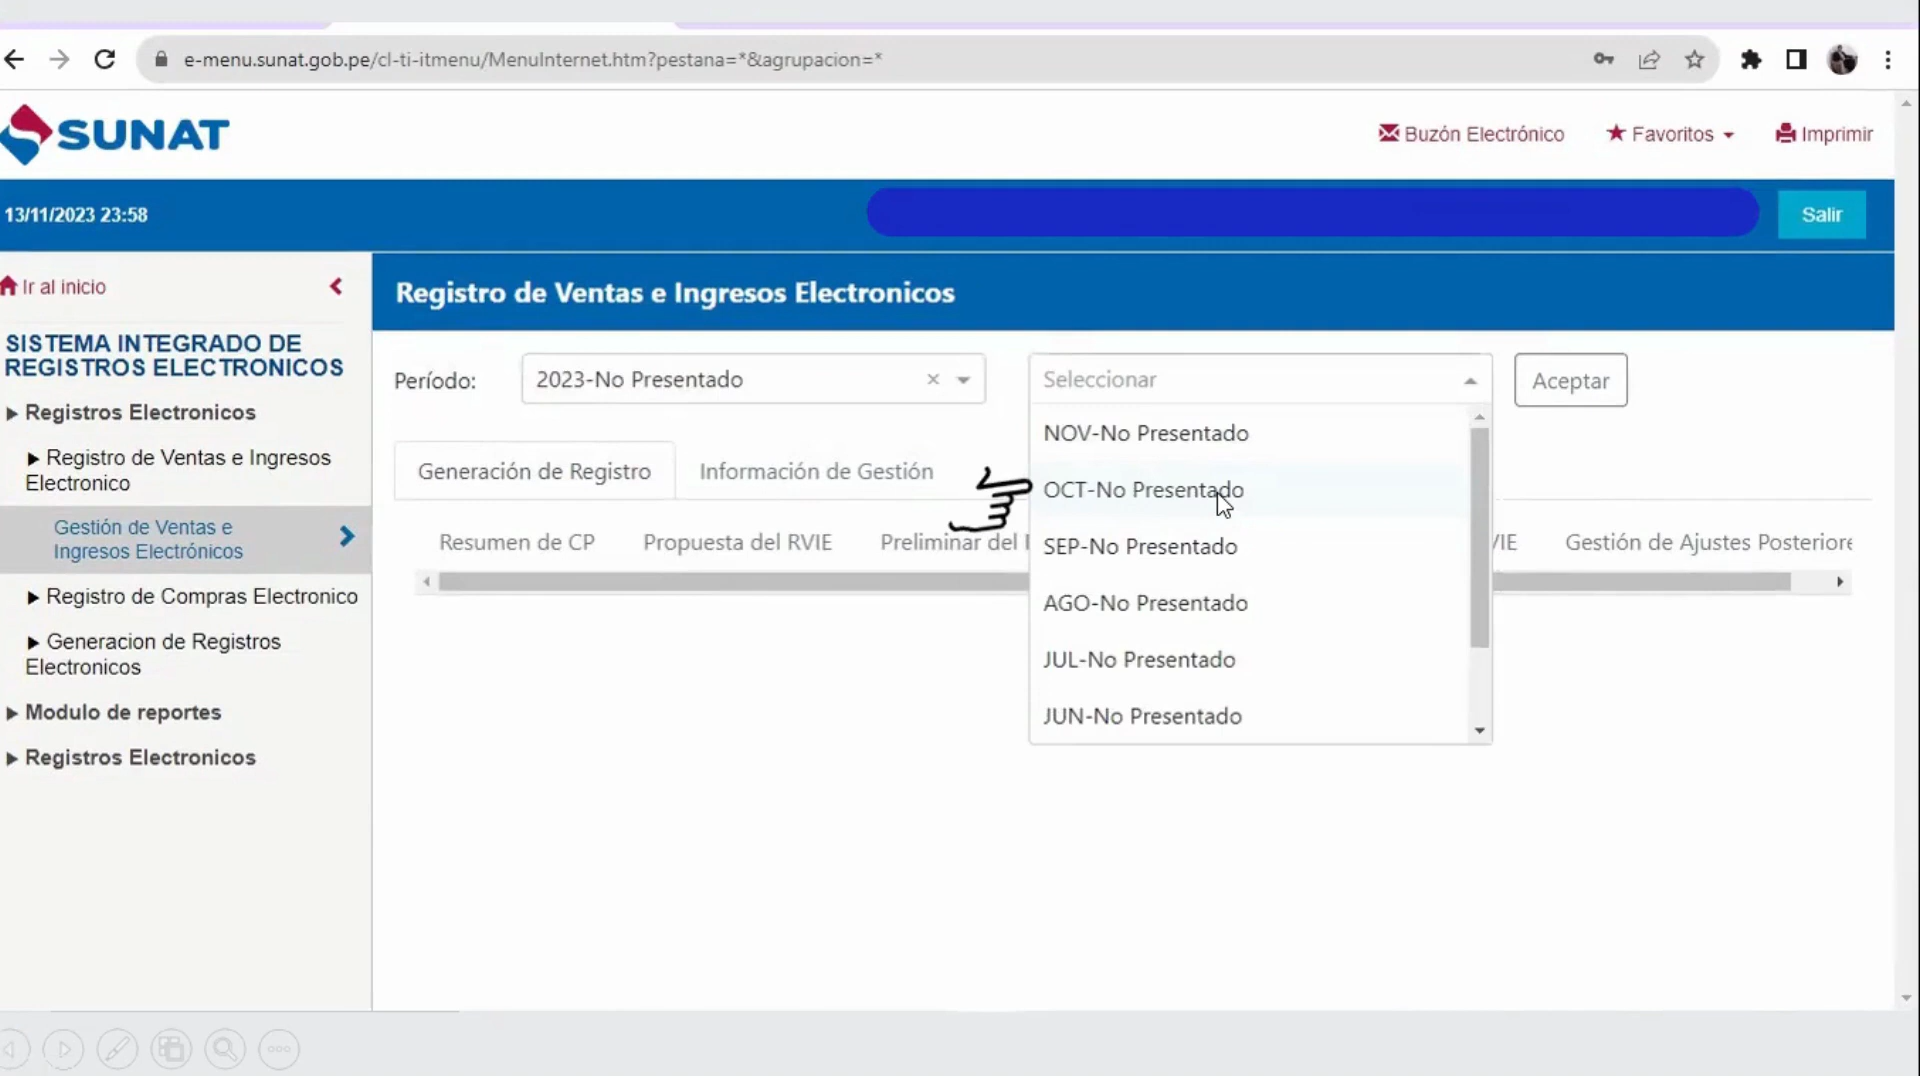 e-menu.sunat.gob.pe/cl-ti-itmenu/MenuInternet.htm?pestana=*&agrupacion=*
SUNAT
Buzón Electrónico
Favoritos
Imprimir
13/11/2023 23:58
Salir
Ir al inicio
Registro de Ventas e Ingresos Electronicos
SISTEMA INTEGRADO DE
REGISTROS ELECTRONICOS
Registros Electronicos
Registro de Ventas e Ingresos
Electronico
Gestión de Ventas e
Ingresos Electrónicos
Registro de Compras Electronico
Generacion de Registros
Electronicos
Modulo de reportes
Registros Electronicos
Período:
2023-No Presentado
Seleccionar
Aceptar
NOV-No Presentado
OCT-No Presentado
SEP-No Presentado
AGO-No Presentado
JUL-No Presentado
JUN-No Presentado
Generación de Registro
Información de Gestión
Resumen de CP
Propuesta del RVIE
Preliminar del
VIE
Gestión de Ajustes Posteriore